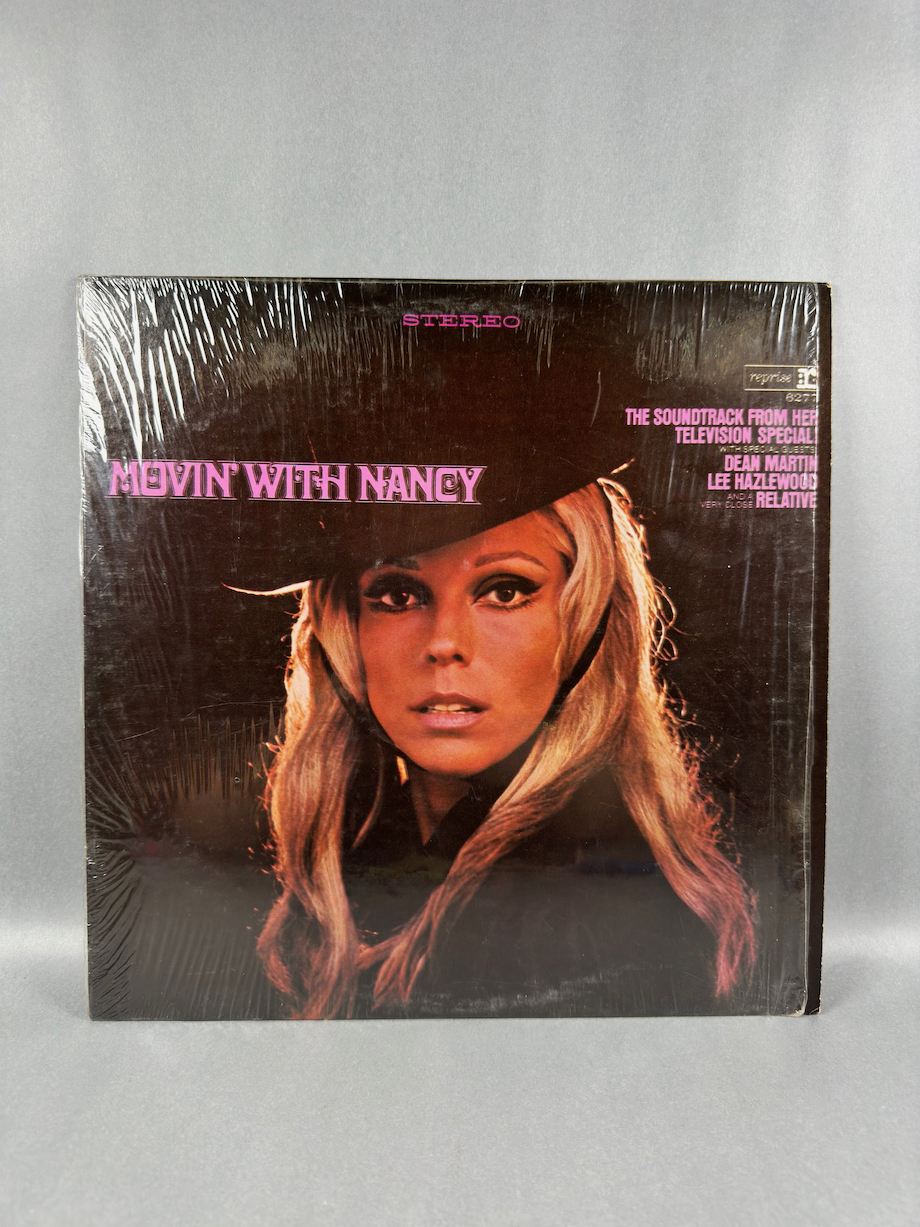 STEREO
reprise
6277
THE SOUNDTRACK FROM HER
TELEVISION SPECIAL!
WITH SPECIAL GUESTS
DEAN MARTIN
LEE HAZLEWOOD
AND A
VERY CLOSE RELATIVE
MOVIN' WITH NANCY